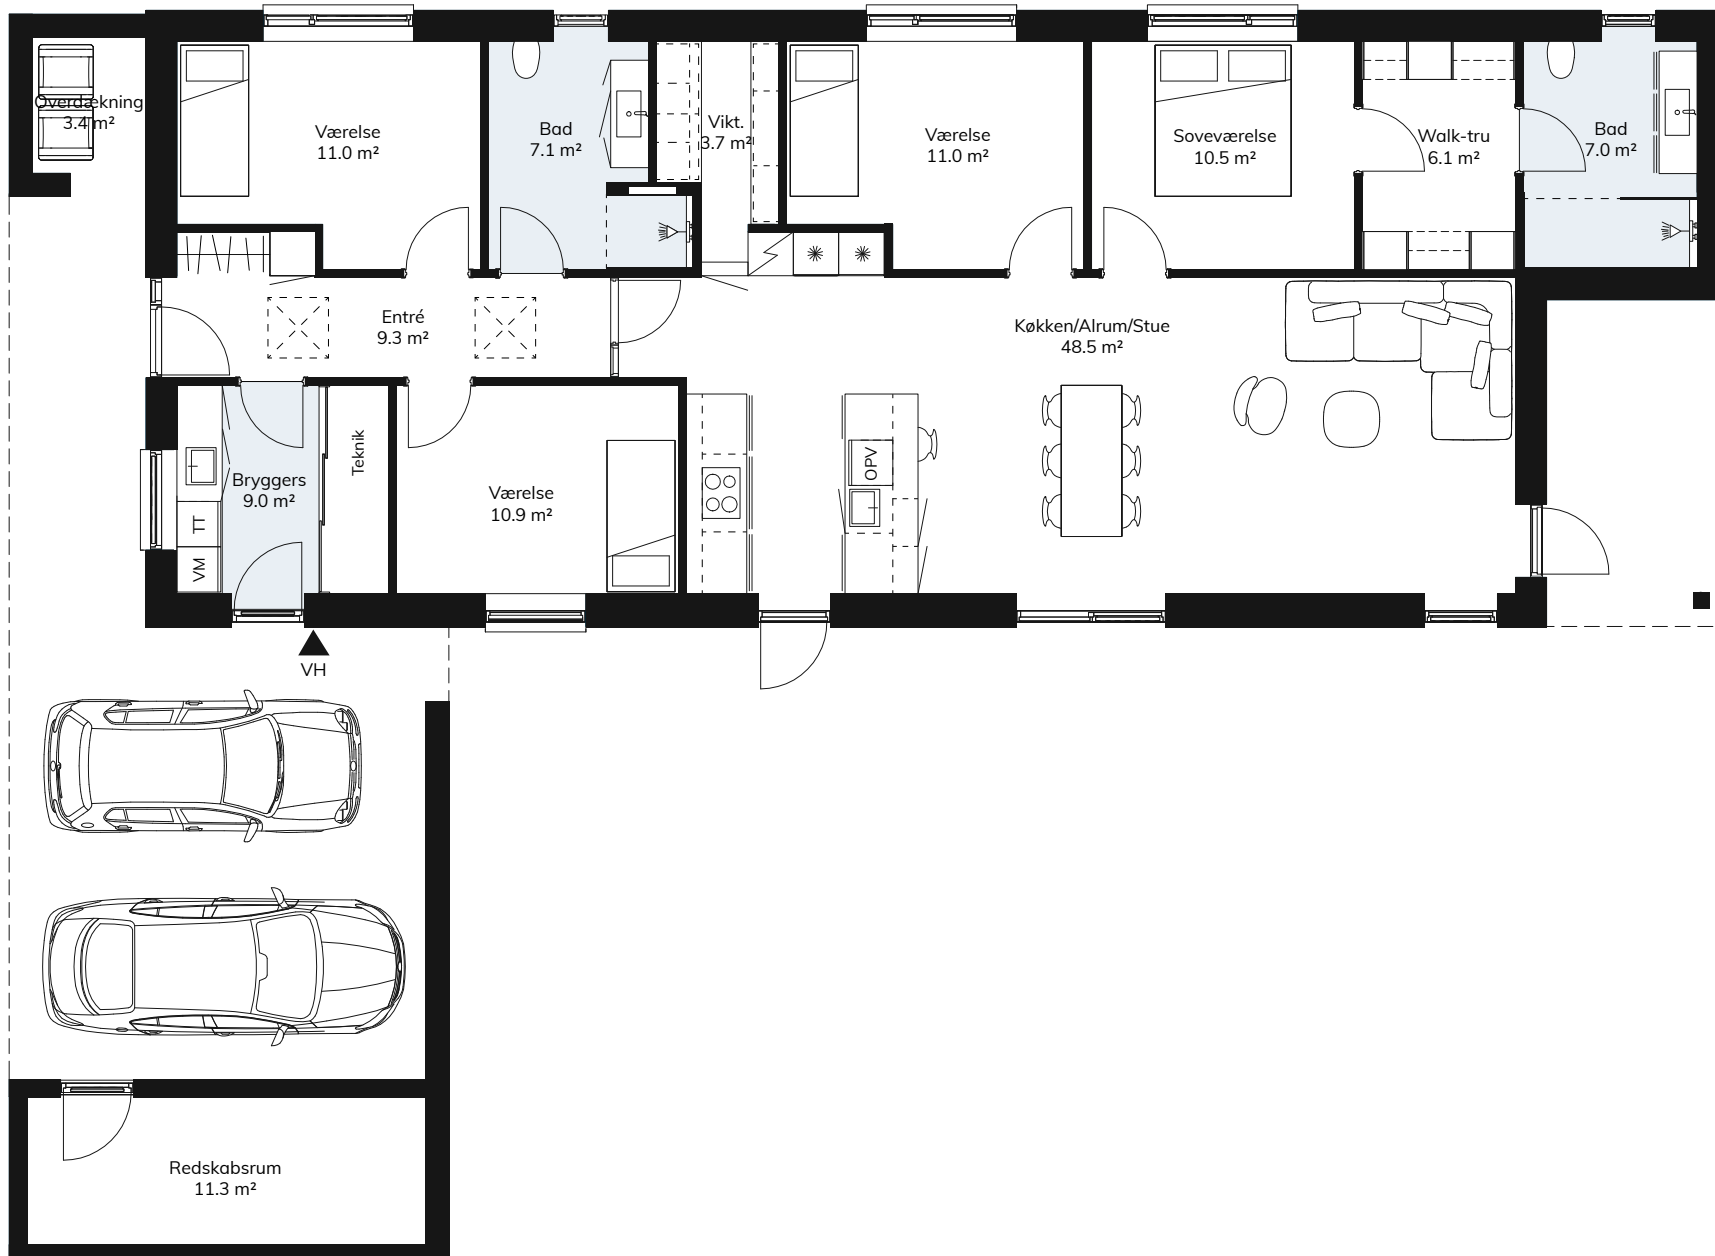 Overdækning
3.4 m²
Værelse
11.0 m²
Bad
7.1 m²
Vikt.
3.7 m²
Værelse
11.0 m²
Soveværelse
10.5 m²
Walk-tru
6.1 m²
Bad
7.0 m²
Entré
9.3 m²
Køkken/Alrum/Stue
48.5 m²
Teknik
Bryggers
9.0 m²
TT
VM
Værelse
10.9 m²
OPV
VH
Redskabsrum
11.3 m²